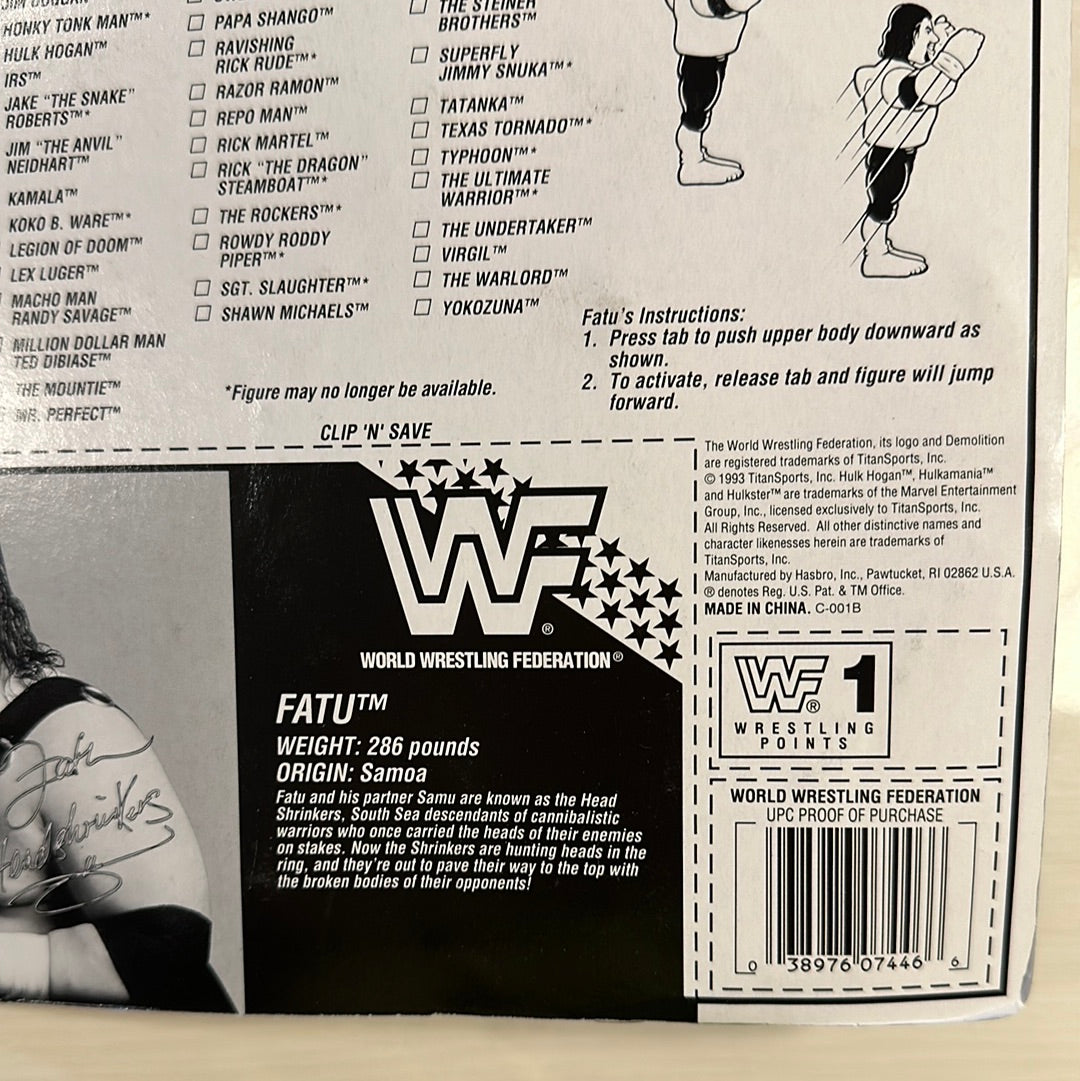 HONKY TONK MAN™*
HULK HOGAN™
IRS™
JAKE "THE SNAKE"
ROBERTS™*
JIM "THE ANVIL"
NEIDHART™
KAMALA™
KOKO B. WARE™*
LEGION OF DOOM™
LEX LUGER™
MACHO MAN
RANDY SAVAGE™
MILLION DOLLAR MAN
TED DIBIASE™
THE MOUNTIE™
MR. PERFECT™
PAPA SHANGO™
RAVISHING
RICK RUDE™*
RAZOR RAMON™
REPO MAN™
RICK MARTEL™
RICK "THE DRAGON"
STEAMBOAT™*
THE ROCKERS™*
ROWDY RODDY
PIPER™*
SGT. SLAUGHTER™*
SHAWN MICHAELS™
THE STEINER
BROTHERS™
SUPERFLY
JIMMY SNUKA™*
TATANKA™
TEXAS TORNADO™*
TYPHOON™*
THE ULTIMATE
WARRIOR™*
THE UNDERTAKER™
VIRGIL™
THE WARLORD™
YOKOZUNA™
*Figure may no longer be available.
CLIP 'N' SAVE
Fatu's Instructions:
1. Press tab to push upper body downward as
shown.
2. To activate, release tab and figure will jump
forward.
The World Wrestling Federation, its logo and Demolition
are registered trademarks of TitanSports, Inc.
© 1993 TitanSports, Inc. Hulk Hogan™, Hulkamania™
and Hulkster™ are trademarks of the Marvel Entertainment
Group, Inc., licensed exclusively to TitanSports, Inc.
All Rights Reserved. All other distinctive names and
character likenesses herein are trademarks of
TitanSports, Inc.
Manufactured by Hasbro, Inc., Pawtucket, RI 02862 U.S.A.
® denotes Reg. U.S. Pat. & TM Office.
MADE IN CHINA. C-001B
WWF®
WORLD WRESTLING FEDERATION®
FATU™
WEIGHT: 286 pounds
ORIGIN: Samoa
Fatu and his partner Samu are known as the Head
Shrinkers, South Sea descendants of cannibalistic
warriors who once carried the heads of their enemies
on stakes. Now the Shrinkers are hunting heads in the
ring, and they're out to pave their way to the top with
the broken bodies of their opponents!
Fatu
Headshrinkers
WWF® 1
WRESTLING
POINTS
WORLD WRESTLING FEDERATION
UPC PROOF OF PURCHASE
0 38976 07446 6